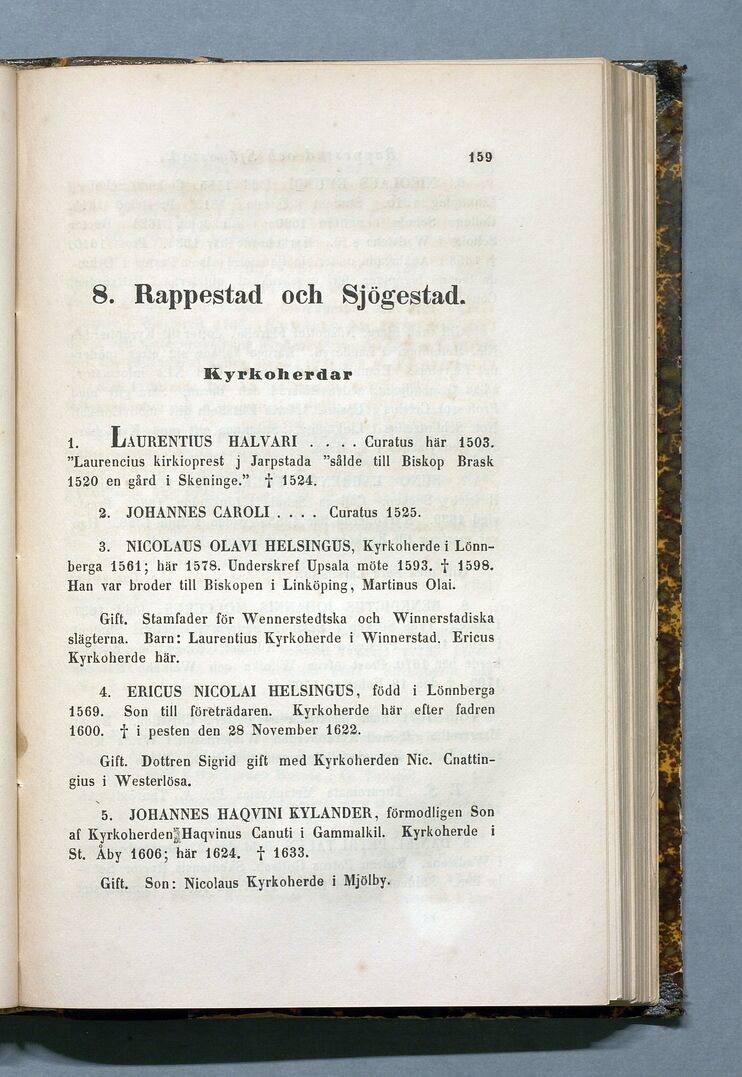 159
8. Rappestad och Sjögestad.
Kyrkoherdar
1. LAURENTIUS HALVARI . . . . Curatus här 1503.
"Laurencius kirkioprest j Jarpstada "sålde till Biskop Brask
1520 en gård i Skeninge." † 1524.
2. JOHANNES CAROLI . . . . Curatus 1525.
3. NICOLAUS OLAVI HELSINGUS, Kyrkoherde i Lönn-
berga 1561; här 1578. Underskref Upsala möte 1593. † 1598.
Han var broder till Biskopen i Linköping, Martinus Olai.
Gift. Stamfader för Wennerstedtska och Winnerstadiska
slägterna. Barn: Laurentius Kyrkoherde i Winnerstad. Ericus
Kyrkoherde här.
4. ERICUS NICOLAI HELSINGUS, född i Lönnberga
1569. Son till företrädaren. Kyrkoherde här efter fadren
1600. † i pesten den 28 November 1622.
Gift. Dottren Sigrid gift med Kyrkoherden Nic. Cnattin-
gius i Westerlösa.
5. JOHANNES HAQVINI KYLANDER, förmodligen Son
af Kyrkoherden Haqvinus Canuti i Gammalkil. Kyrkoherde i
St. Åby 1606; här 1624. † 1633.
Gift. Son: Nicolaus Kyrkoherde i Mjölby.